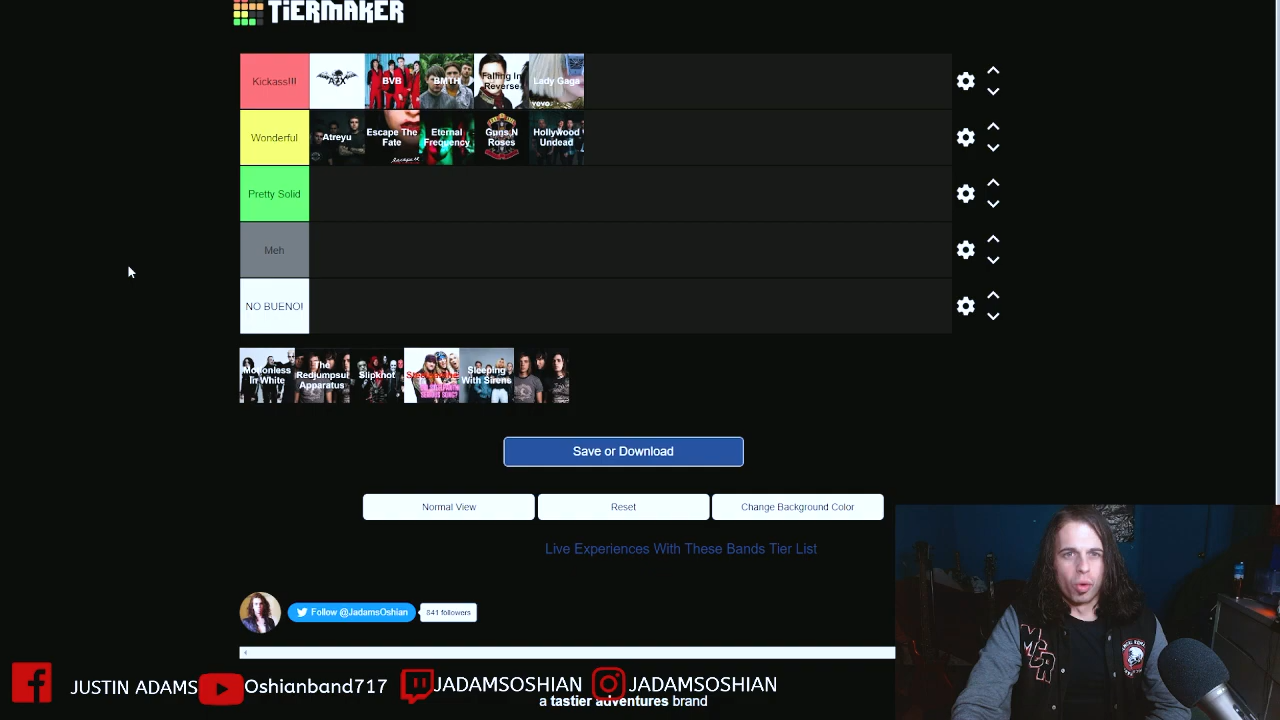 TiERMAKER
Kickass!!!
A7X
BVB
BMTH
Falling In
Reverse
Lady Gaga
vevo
Wonderful
Atreyu
Escape The
Fate
Eternal
Frequency
Guns N
Roses
Hollywood
Undead
Pretty Solid
Meh
NO BUENO!
Motionless
In White
The
Redjumpsuit
Apparatus
Slipknot
Sleeping
With Sirens
Save or Download
Normal View
Reset
Change Background Color
Live Experiences With These Bands Tier List
Follow @JadamsOshian
641 followers
JUSTIN ADAMS
Oshianband717
JADAMSOSHIAN
JADAMSOSHIAN
a tastier adventures brand